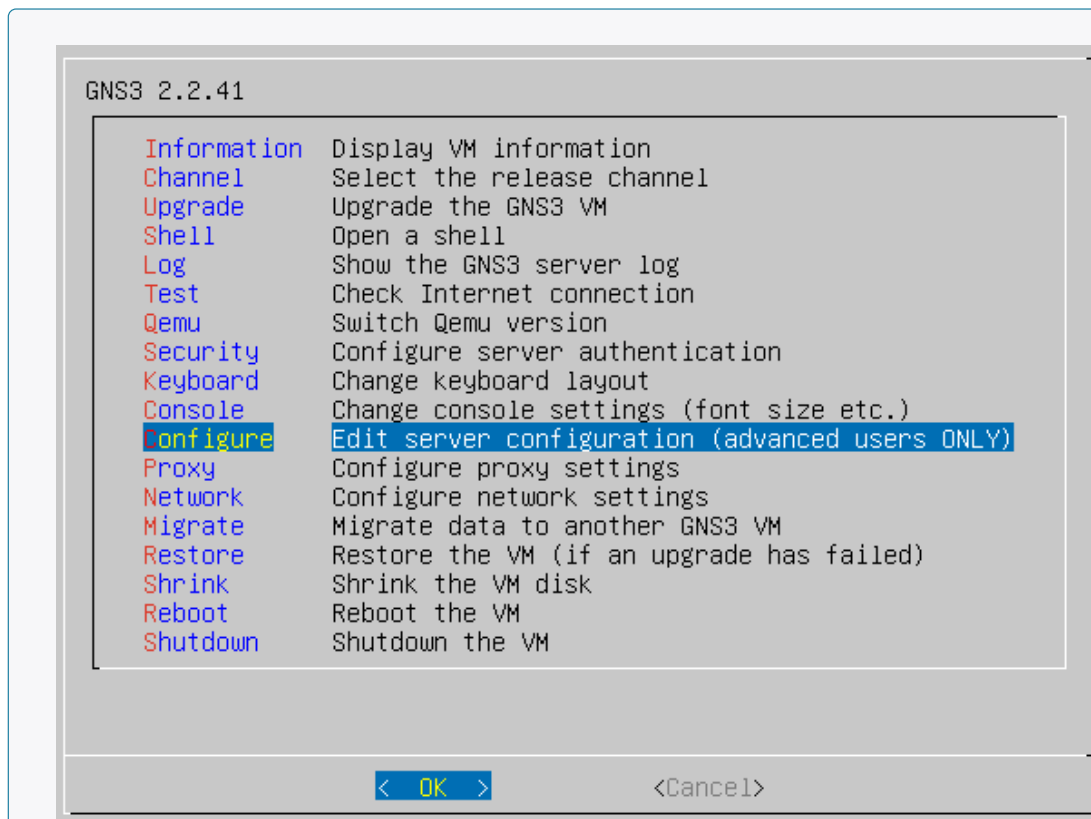 GNS3 2.2.41
Information Display VM information
Channel Select the release channel
Upgrade Upgrade the GNS3 VM
Shell Open a shell
Log Show the GNS3 server log
Test Check Internet connection
Qemu Switch Qemu version
Security Configure server authentication
Keyboard Change keyboard layout
Console Change console settings (font size etc.)
Configure Edit server configuration (advanced users ONLY)
Proxy Configure proxy settings
Network Configure network settings
Migrate Migrate data to another GNS3 VM
Restore Restore the VM (if an upgrade has failed)
Shrink Shrink the VM disk
Reboot Reboot the VM
Shutdown Shutdown the VM
< OK > <Cancel>